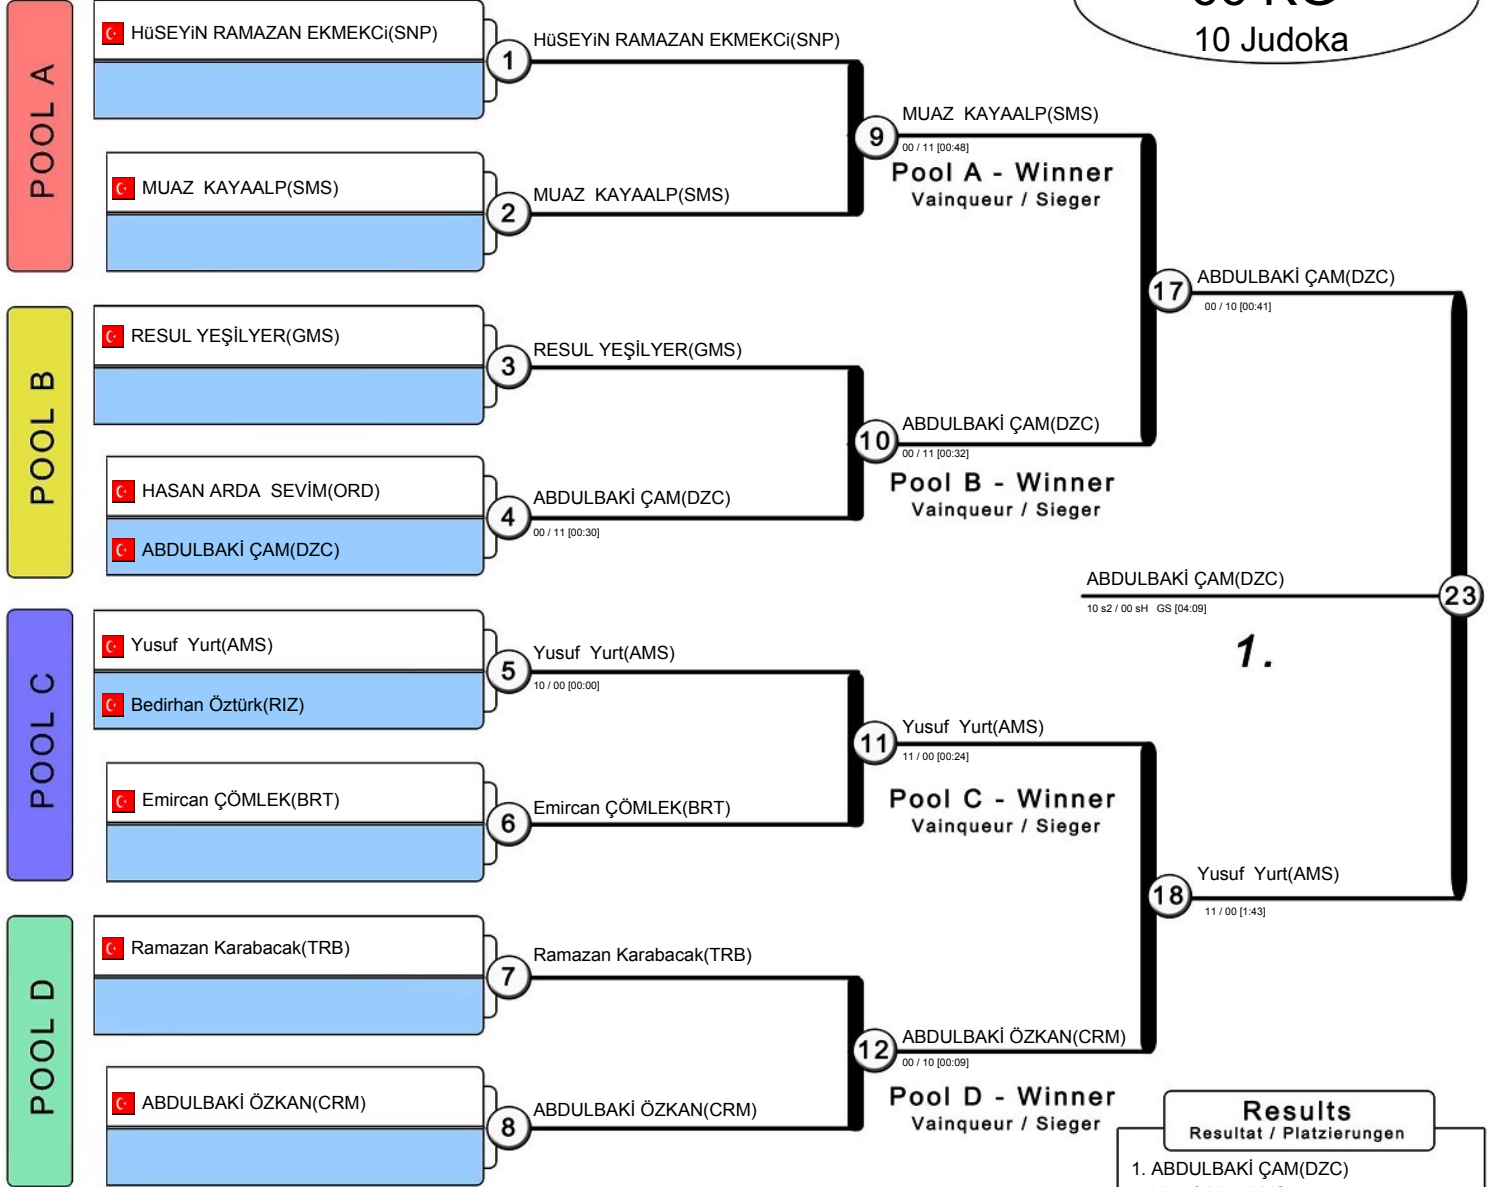 10 Judoka
POOL A
HüSEYiN RAMAZAN EKMEKCi(SNP)
1
HüSEYiN RAMAZAN EKMEKCi(SNP)
MUAZ KAYAALP(SMS)
2
MUAZ KAYAALP(SMS)
9
MUAZ KAYAALP(SMS)
00 / 11 [00:48]
Pool A - Winner
Vainqueur / Sieger
POOL B
RESUL YEŞİLYER(GMS)
3
RESUL YEŞİLYER(GMS)
HASAN ARDA SEVİM(ORD)
ABDULBAKİ ÇAM(DZC)
4
ABDULBAKİ ÇAM(DZC)
00 / 11 [00:30]
10
ABDULBAKİ ÇAM(DZC)
00 / 11 [00:32]
Pool B - Winner
Vainqueur / Sieger
17
ABDULBAKİ ÇAM(DZC)
00 / 10 [00:41]
POOL C
Yusuf Yurt(AMS)
Bedirhan Öztürk(RIZ)
5
Yusuf Yurt(AMS)
10 / 00 [00:00]
Emircan ÇÖMLEK(BRT)
6
Emircan ÇÖMLEK(BRT)
11
Yusuf Yurt(AMS)
11 / 00 [00:24]
Pool C - Winner
Vainqueur / Sieger
POOL D
Ramazan Karabacak(TRB)
7
Ramazan Karabacak(TRB)
ABDULBAKİ ÖZKAN(CRM)
8
ABDULBAKİ ÖZKAN(CRM)
12
ABDULBAKİ ÖZKAN(CRM)
00 / 10 [00:09]
Pool D - Winner
Vainqueur / Sieger
18
Yusuf Yurt(AMS)
11 / 00 [1:43]
ABDULBAKİ ÇAM(DZC)
23
10 s2 / 00 sH GS [04:09]
1.
Results
Resultat / Platzierungen
1. ABDULBAKİ ÇAM(DZC)